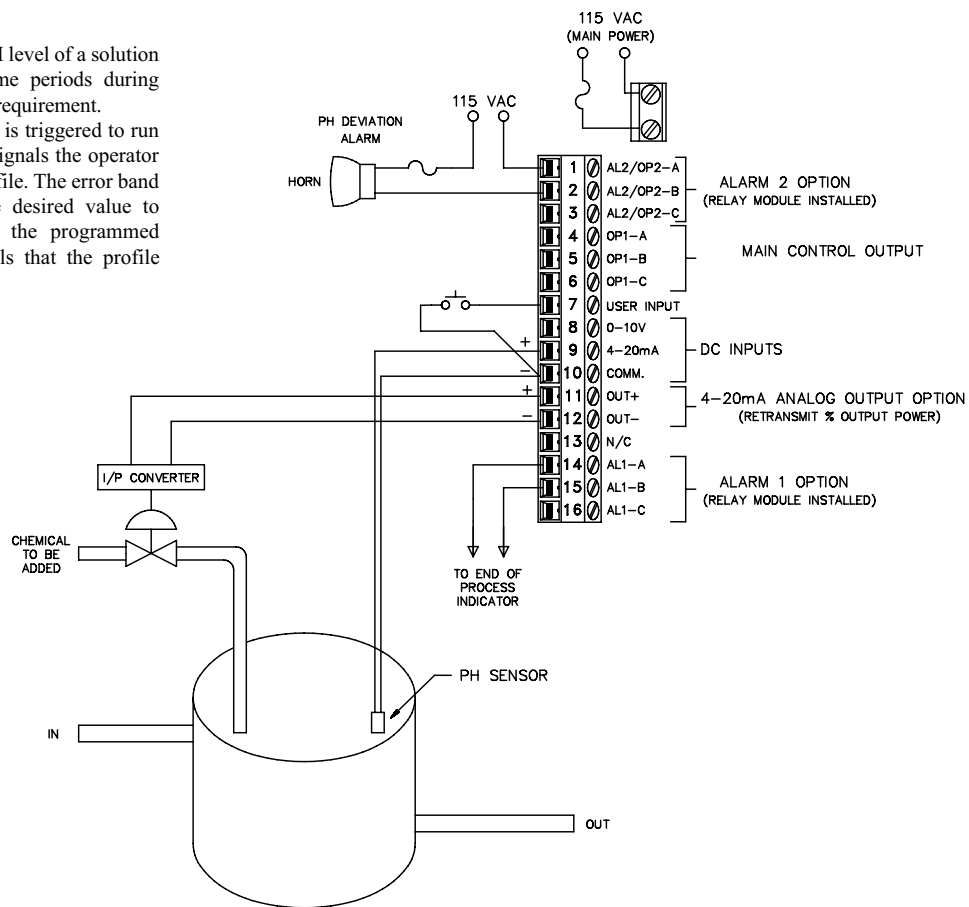 l level of a solution
me periods during
requirement.
is triggered to run
ignals the operator
file. The error band
desired value to
the programmed
ls that the profile
115 VAC
(MAIN POWER)
115 VAC
PH DEVIATION
ALARM
HORN
1 AL2/OP2-A
2 AL2/OP2-B
3 AL2/OP2-C
ALARM 2 OPTION
(RELAY MODULE INSTALLED)
4 OP1-A
5 OP1-B
6 OP1-C
MAIN CONTROL OUTPUT
7 USER INPUT
8 0-10V
+ 9 4-20mA
- 10 COMM.
DC INPUTS
+ 11 OUT+
- 12 OUT-
4-20mA ANALOG OUTPUT OPTION
(RETRANSMIT % OUTPUT POWER)
13 N/C
14 AL1-A
15 AL1-B
16 AL1-C
ALARM 1 OPTION
(RELAY MODULE INSTALLED)
I/P CONVERTER
CHEMICAL
TO BE
ADDED
TO END OF
PROCESS
INDICATOR
PH SENSOR
IN
OUT